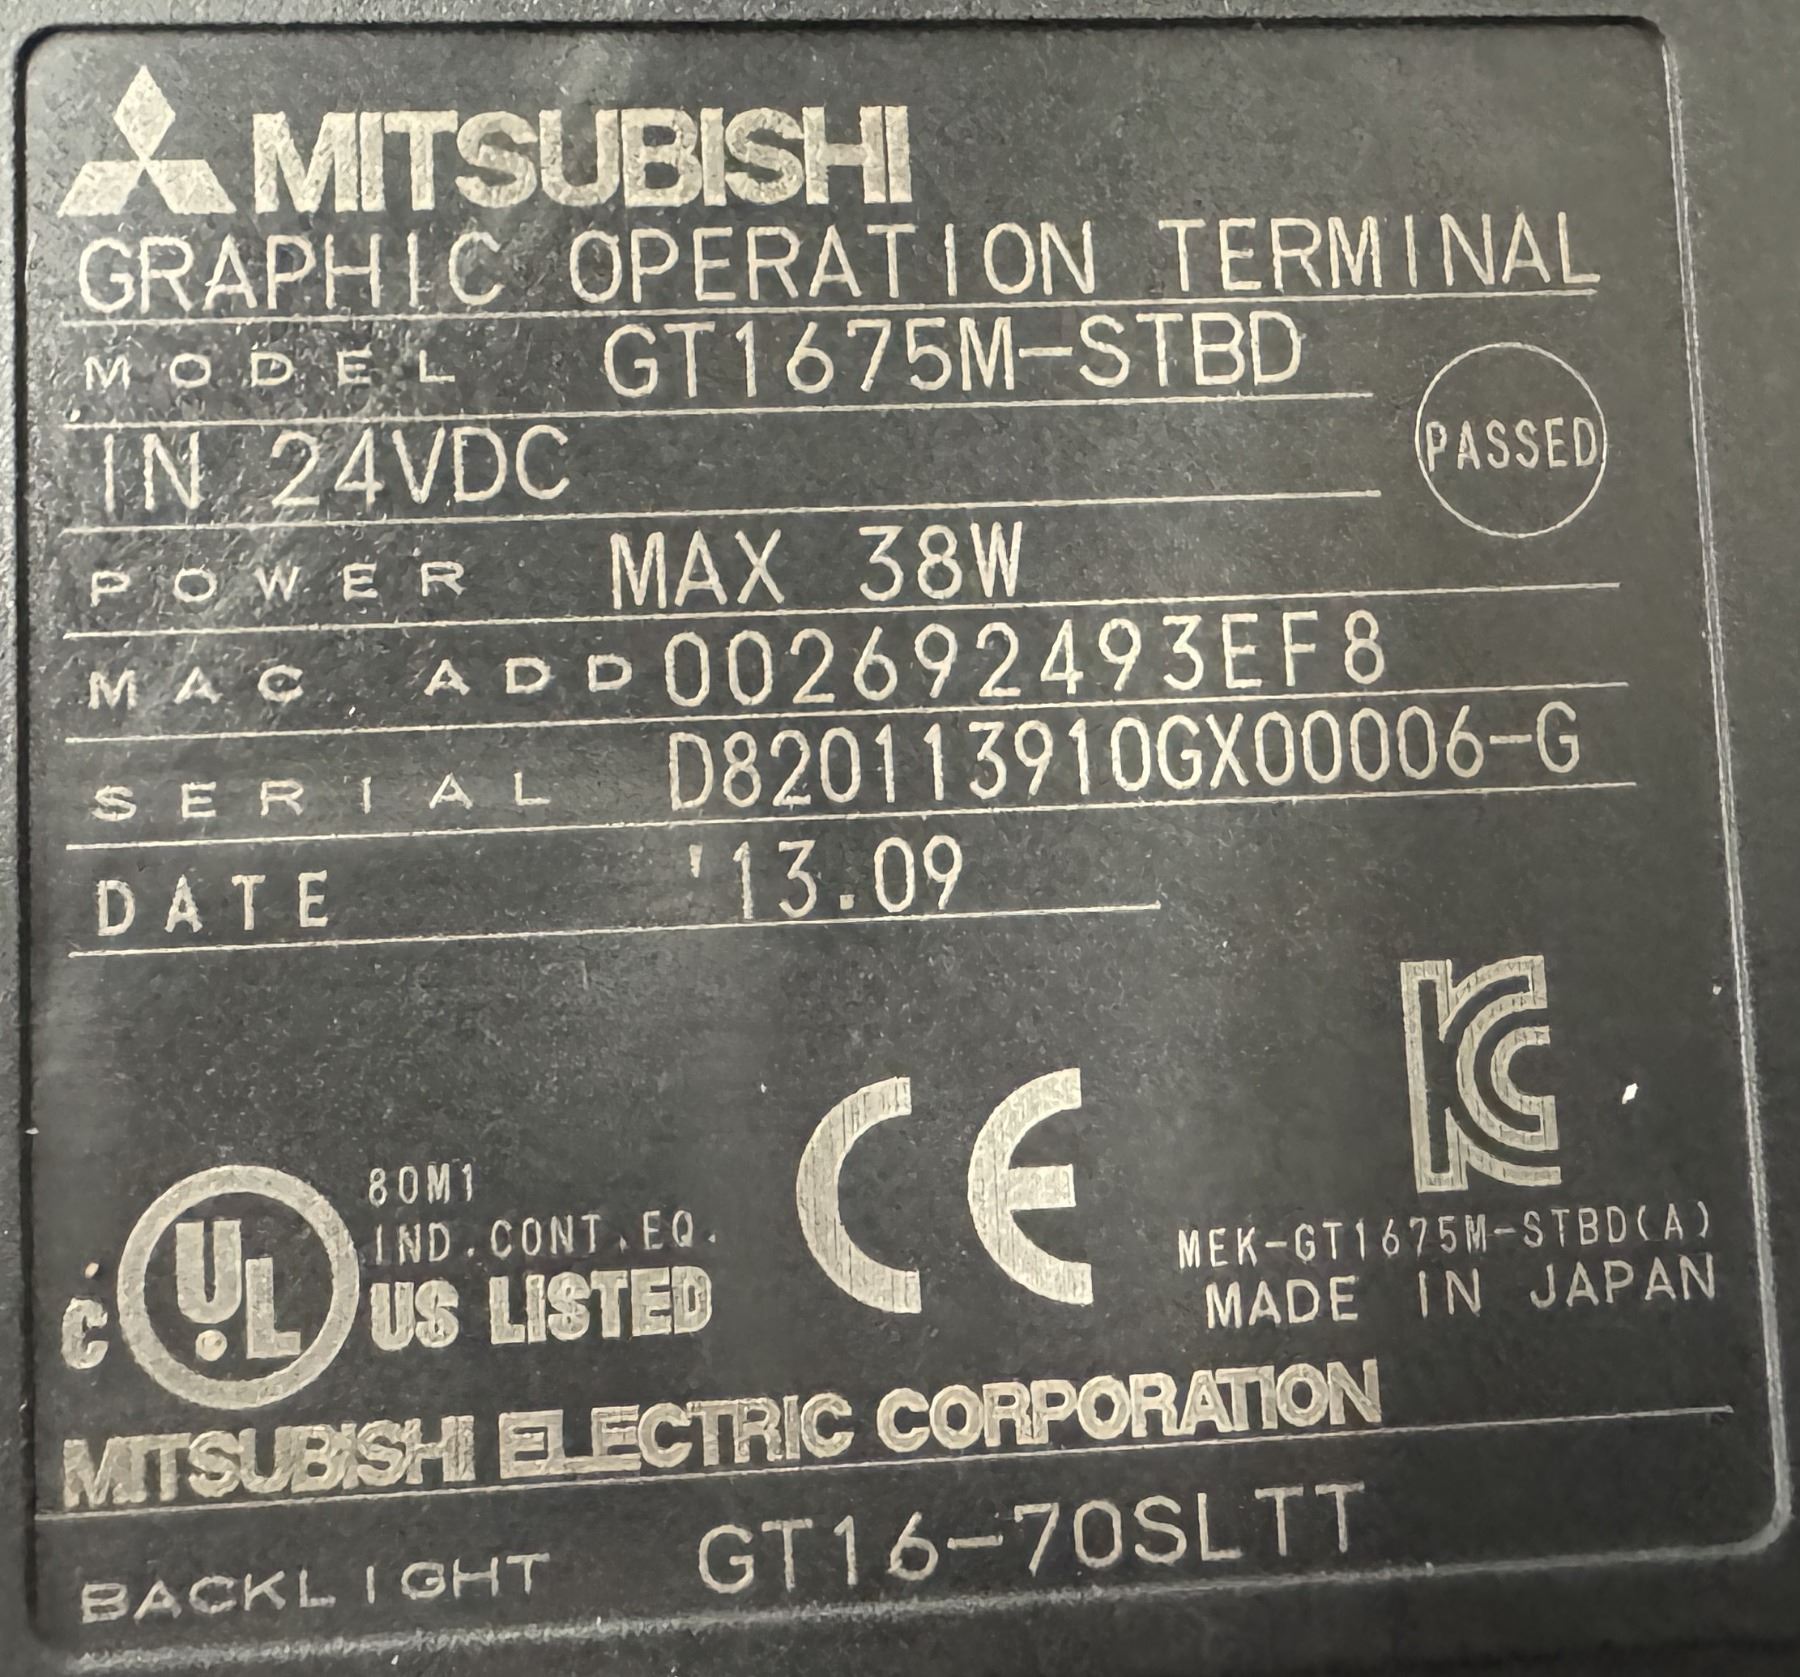 MITSUBISHI
GRAPHIC OPERATION TERMINAL
MODEL GT1675M-STBD
IN 24VDC
PASSED
POWER MAX 38W
MAC ADD 002692493EF8
SERIAL D820113910GX00006-G
DATE '13.09
80M1
IND.CONT.EQ.
C UL US LISTED
CE
KC
MEK-GT1675M-STBD(A)
MADE IN JAPAN
MITSUBISHI ELECTRIC CORPORATION
BACKLIGHT GT16-70SLTT